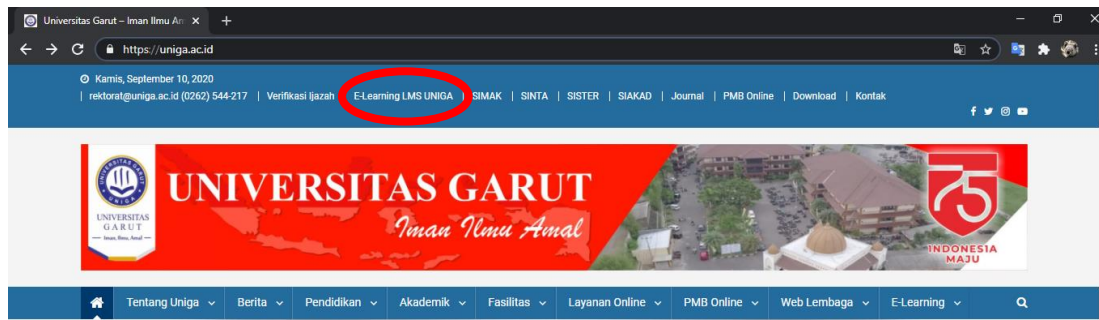 Universitas Garut – Iman Ilmu Am
https://uniga.ac.id
Kamis, September 10, 2020
| rektorat@uniga.ac.id (0262) 544-217 | Verifikasi Ijazah | E-Learning LMS UNIGA | SIMAK | SINTA | SISTER | SIAKAD | Journal | PMB Online | Download | Kontak
UNIVERSITAS GARUT
Iman Ilmu Amal
UNIVERSITAS
GARUT
Iman, Ilmu, Amal
75
INDONESIA
MAJU
Tentang Uniga Berita Pendidikan Akademik Fasilitas Layanan Online PMB Online Web Lembaga E-Learning